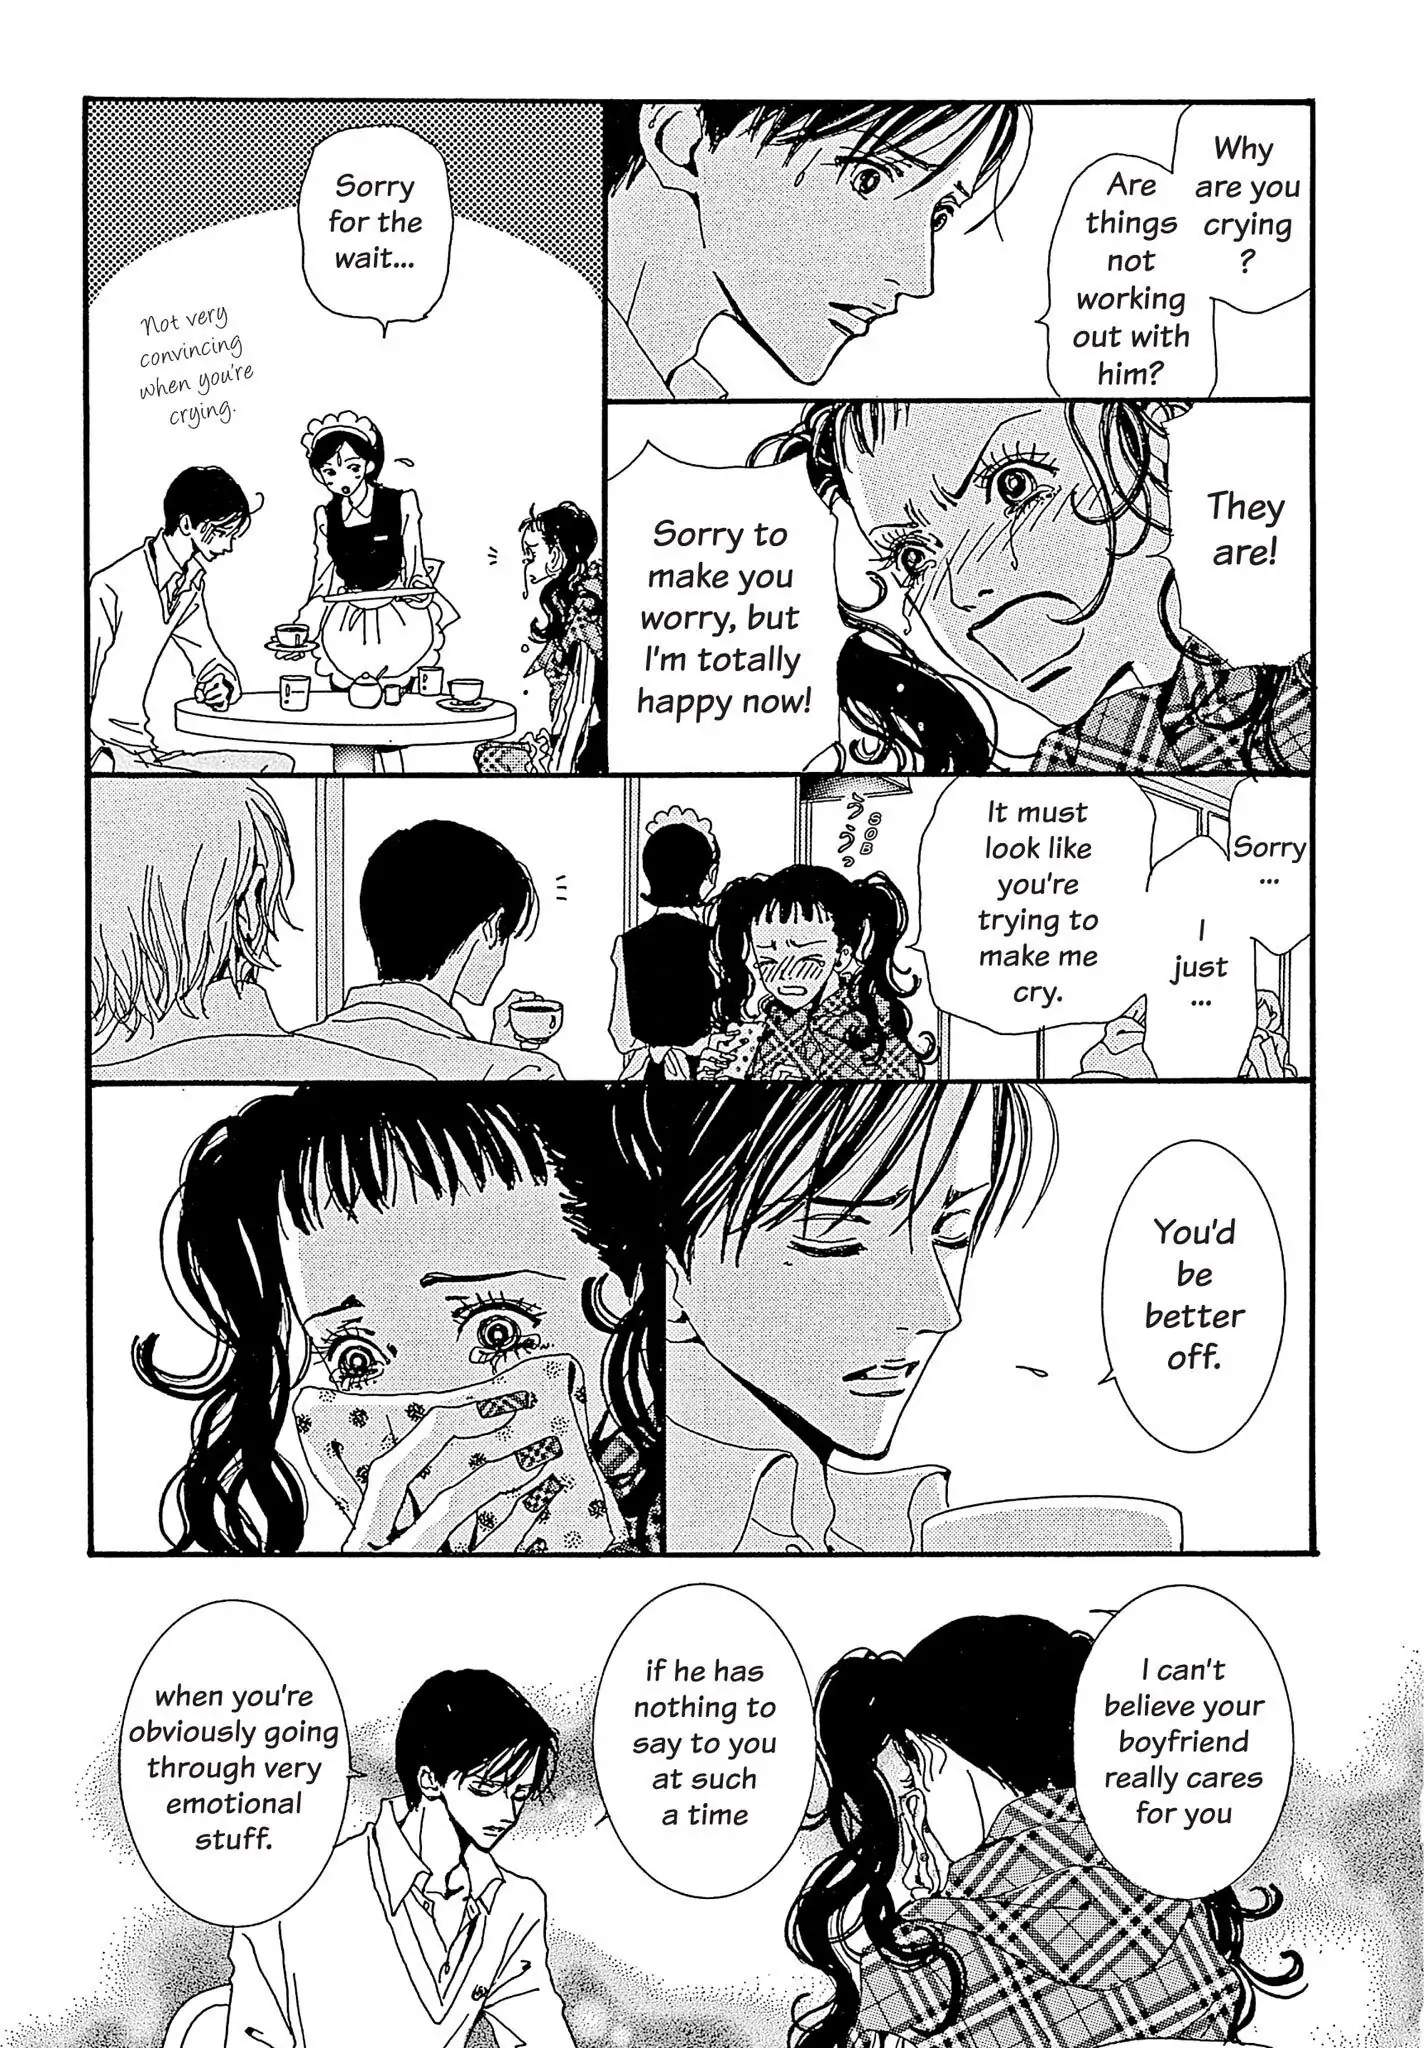 Why
are you
crying
?
Are
things
not
working
out with
him?
They
are!
Sorry to
make you
worry, but
I'm totally
happy now!
Sorry
for the
wait...
Not very
convincing
when you're
crying.
Sorry
...
I
just
...
It must
look like
you're
trying to
make me
cry.
SOB
ううっ
You'd
be
better
off.
I can't
believe your
boyfriend
really cares
for you
if he has
nothing to
say to you
at such
a time
when you're
obviously going
through very
emotional
stuff.